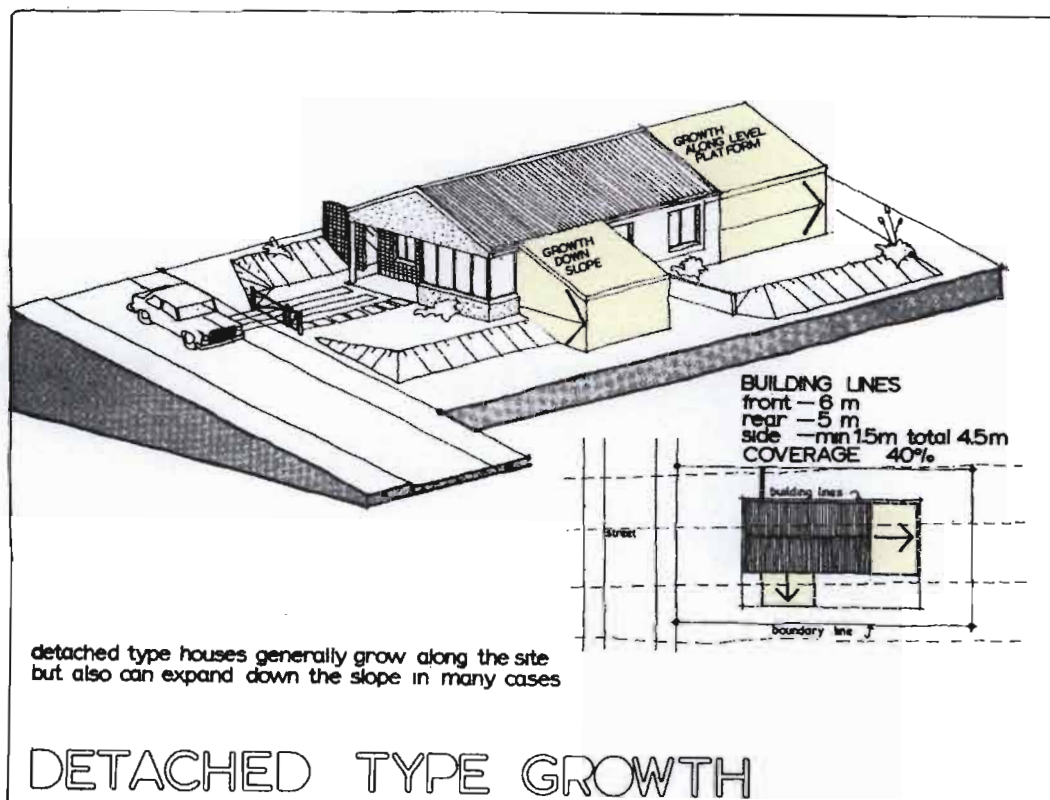 GROWTH
ALONG LEVEL
PLATFORM
GROWTH
DOWN
SLOPE
BUILDING LINES
front — 6 m
rear — 5 m
side — min 1.5m total 4.5m
COVERAGE 40%
building lines
Street
boundary line
detached type houses generally grow along the site
but also can expand down the slope in many cases
DETACHED TYPE GROWTH